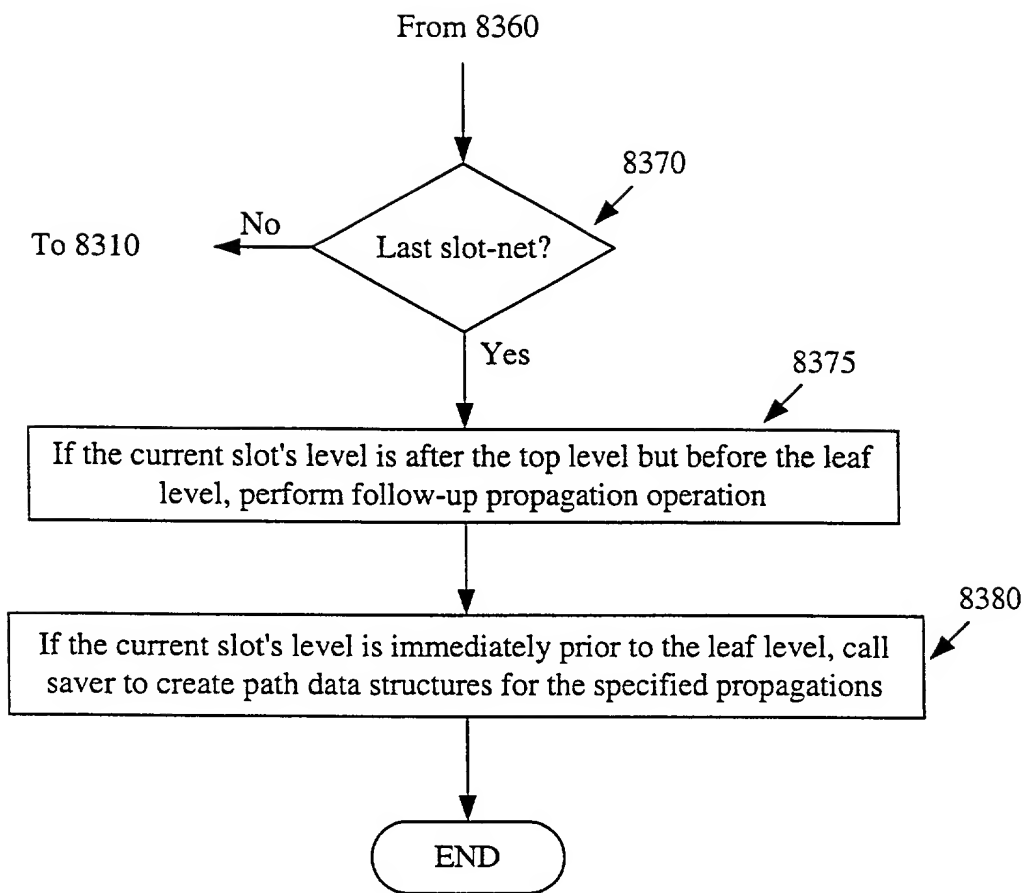 From 8360
8370
No
To 8310
Last slot-net?
Yes
8375
If the current slot's level is after the top level but before the leaf
level, perform follow-up propagation operation
8380
If the current slot's level is immediately prior to the leaf level, call
saver to create path data structures for the specified propagations
END